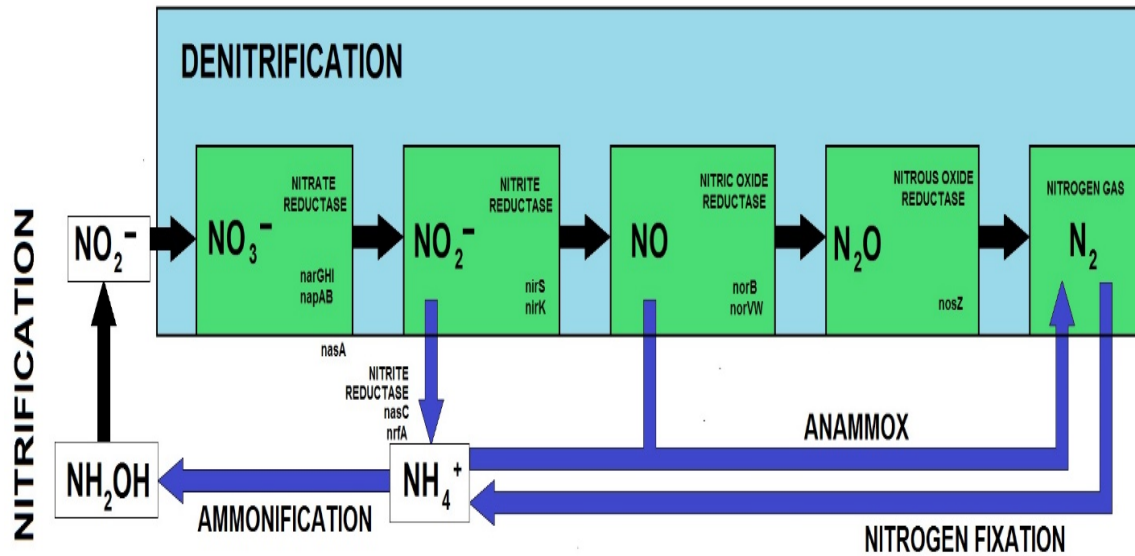 DENITRIFICATION
NITRATE
REDUCTASE
NO₃⁻
narGHI
napAB
NITRITE
REDUCTASE
NO₂⁻
nirS
nirK
NITRIC OXIDE
REDUCTASE
NO
norB
norVW
NITROUS OXIDE
REDUCTASE
N₂O
nosZ
NITROGEN GAS
N₂
NITRIFICATION
NO₂⁻
nasA
NITRITE
REDUCTASE
nasC
nrfA
ANAMMOX
NH₂OH
NH₄⁺
AMMONIFICATION
NITROGEN FIXATION